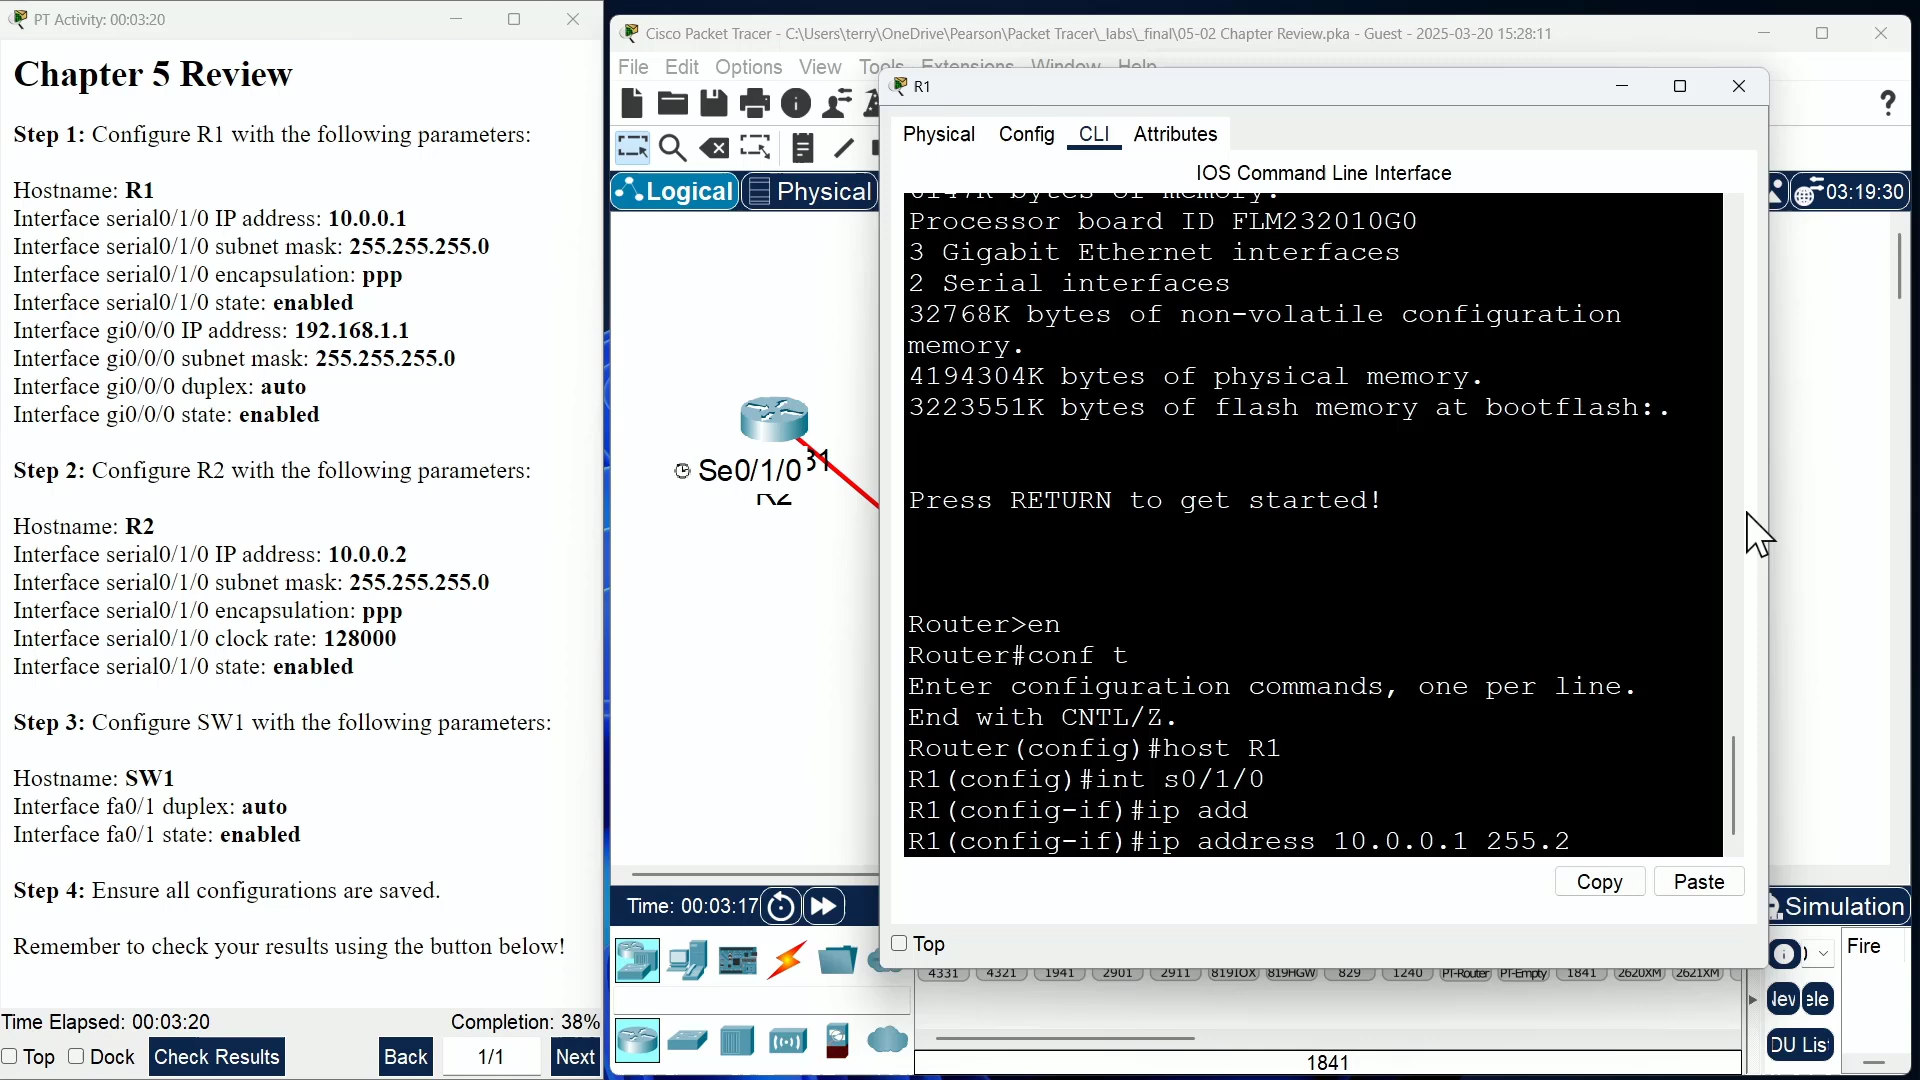 PT Activity: 00:03:20
Chapter 5 Review
Step 1: Configure R1 with the following parameters:
Hostname: R1
Interface serial0/1/0 IP address: 10.0.0.1
Interface serial0/1/0 subnet mask: 255.255.255.0
Interface serial0/1/0 encapsulation: ppp
Interface serial0/1/0 state: enabled
Interface gi0/0/0 IP address: 192.168.1.1
Interface gi0/0/0 subnet mask: 255.255.255.0
Interface gi0/0/0 duplex: auto
Interface gi0/0/0 state: enabled
Step 2: Configure R2 with the following parameters:
Hostname: R2
Interface serial0/1/0 IP address: 10.0.0.2
Interface serial0/1/0 subnet mask: 255.255.255.0
Interface serial0/1/0 encapsulation: ppp
Interface serial0/1/0 clock rate: 128000
Interface serial0/1/0 state: enabled
Step 3: Configure SW1 with the following parameters:
Hostname: SW1
Interface fa0/1 duplex: auto
Interface fa0/1 state: enabled
Step 4: Ensure all configurations are saved.
Remember to check your results using the button below!
Time Elapsed: 00:03:20
Completion: 38%
Top
Dock
Check Results
Back
1/1
Next
Cisco Packet Tracer - C:\Users\terry\OneDrive\Pearson\Packet Tracer\_labs\_final\05-02 Chapter Review.pka - Guest - 2025-03-20 15:28:11
File Edit Options View Tools Extensions Window Help
Logical
Physical
03:19:30
Se0/1/0
R2
R1
Physical Config CLI Attributes
IOS Command Line Interface
6147K bytes of memory.
Processor board ID FLM232010G0
3 Gigabit Ethernet interfaces
2 Serial interfaces
32768K bytes of non-volatile configuration
memory.
4194304K bytes of physical memory.
3223551K bytes of flash memory at bootflash:.
Press RETURN to get started!
Router>en
Router#conf t
Enter configuration commands, one per line.
End with CNTL/Z.
Router(config)#host R1
R1(config)#int s0/1/0
R1(config-if)#ip add
R1(config-if)#ip address 10.0.0.1 255.2
Copy
Paste
Top
Time: 00:03:17
Simulation
4331 4321 1941 2901 2911 819IOX 819HGW 829 1240 PT-Router PT-Empty 1841 2620XM 2621XM
Fire
DU Lis
1841